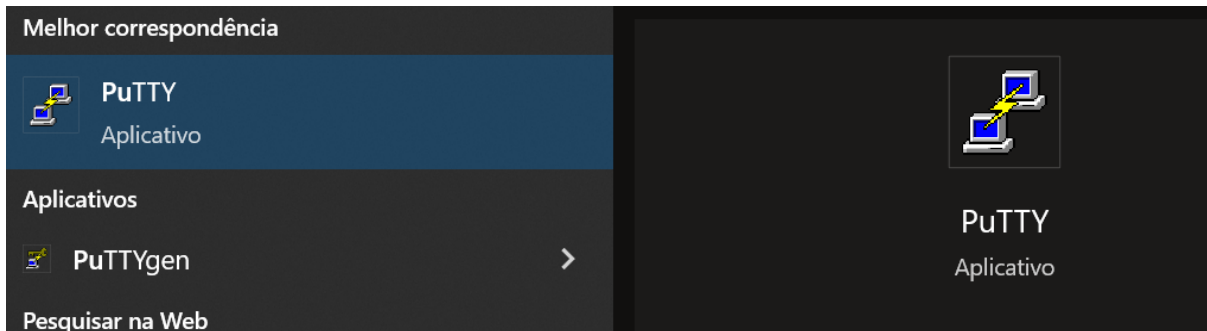 Melhor correspondência
PuTTY
Aplicativo
Aplicativos
PuTTYgen
Pesquisar na Web
PuTTY
Aplicativo